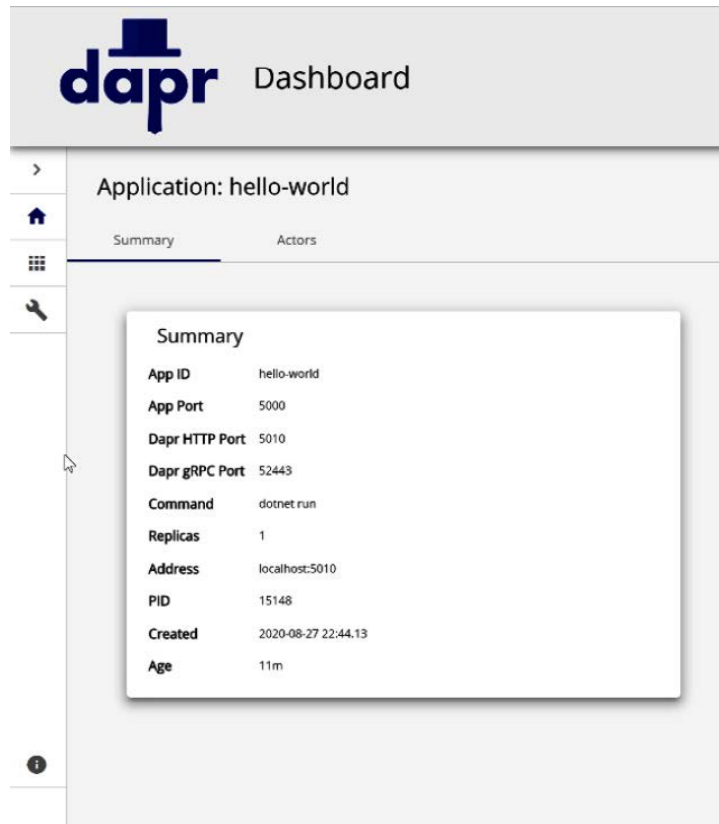 dapr Dashboard
Application: hello-world
Summary Actors
Summary
App ID hello-world
App Port 5000
Dapr HTTP Port 5010
Dapr gRPC Port 52443
Command dotnet run
Replicas 1
Address localhost:5010
PID 15148
Created 2020-08-27 22:44.13
Age 11m